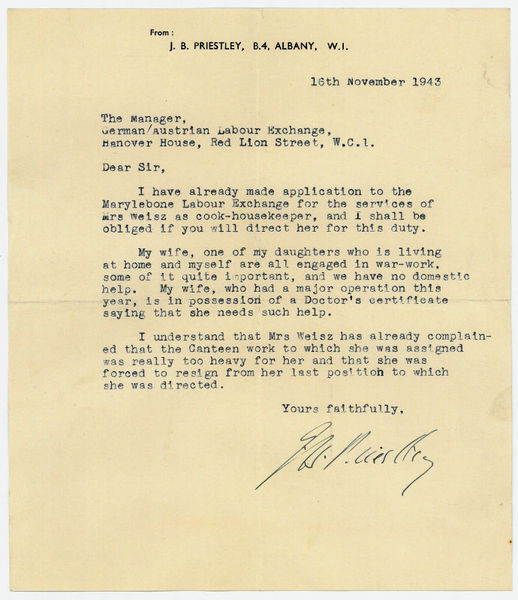 From:
J. B. PRIESTLEY, B.4, ALBANY, W.1.
16th November 1943
The Manager,
German/Austrian Labour Exchange,
Hanover House, Red Lion Street, W.C.1.
Dear Sir,
I have already made application to the
Marylebone Labour Exchange for the services of
Mrs Weisz as cook-housekeeper, and I shall be
obliged if you will direct her for this duty.
My wife, one of my daughters who is living
at home and myself are all engaged in war-work,
some of it quite important, and we have no domestic
help. My wife, who had a major operation this
year, is in possession of a Doctor's certificate
saying that she needs such help.
I understand that Mrs Weisz has already complain-
ed that the Canteen work to which she was assigned
was really too heavy for her and that she was
forced to resign from her last position to which
she was directed.
Yours faithfully,
J.B. Priestley